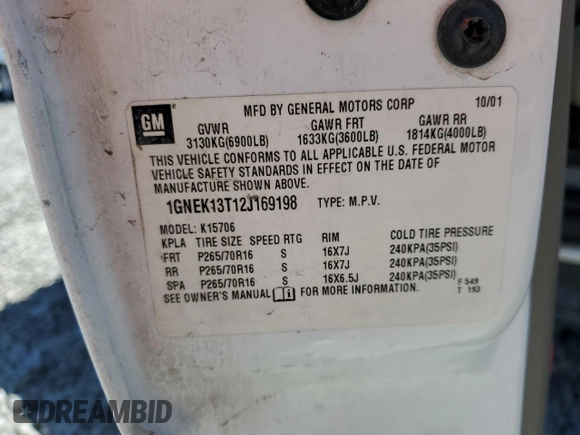 MFD BY GENERAL MOTORS CORP 10/01
GM
GVWR GAWR FRT GAWR RR
3130KG(6900LB) 1633KG(3600LB) 1814KG(4000LB)
THIS VEHICLE CONFORMS TO ALL APPLICABLE U.S. FEDERAL MOTOR
VEHICLE SAFETY STANDARDS IN EFFECT ON THE DATE OF
MANUFACTURE SHOWN ABOVE.
1GNEK13T12J169198 TYPE: M.P.V.
MODEL: K15706
KPLA TIRE SIZE SPEED RTG RIM COLD TIRE PRESSURE
FRT P265/70R16 S 16X7J 240KPA(35PSI)
RR P265/70R16 S 16X7J 240KPA(35PSI)
SPA P265/70R16 S 16X6.5J 240KPA(35PSI)
SEE OWNER'S MANUAL FOR MORE INFORMATION.
F 549
T 193
DREAMBID